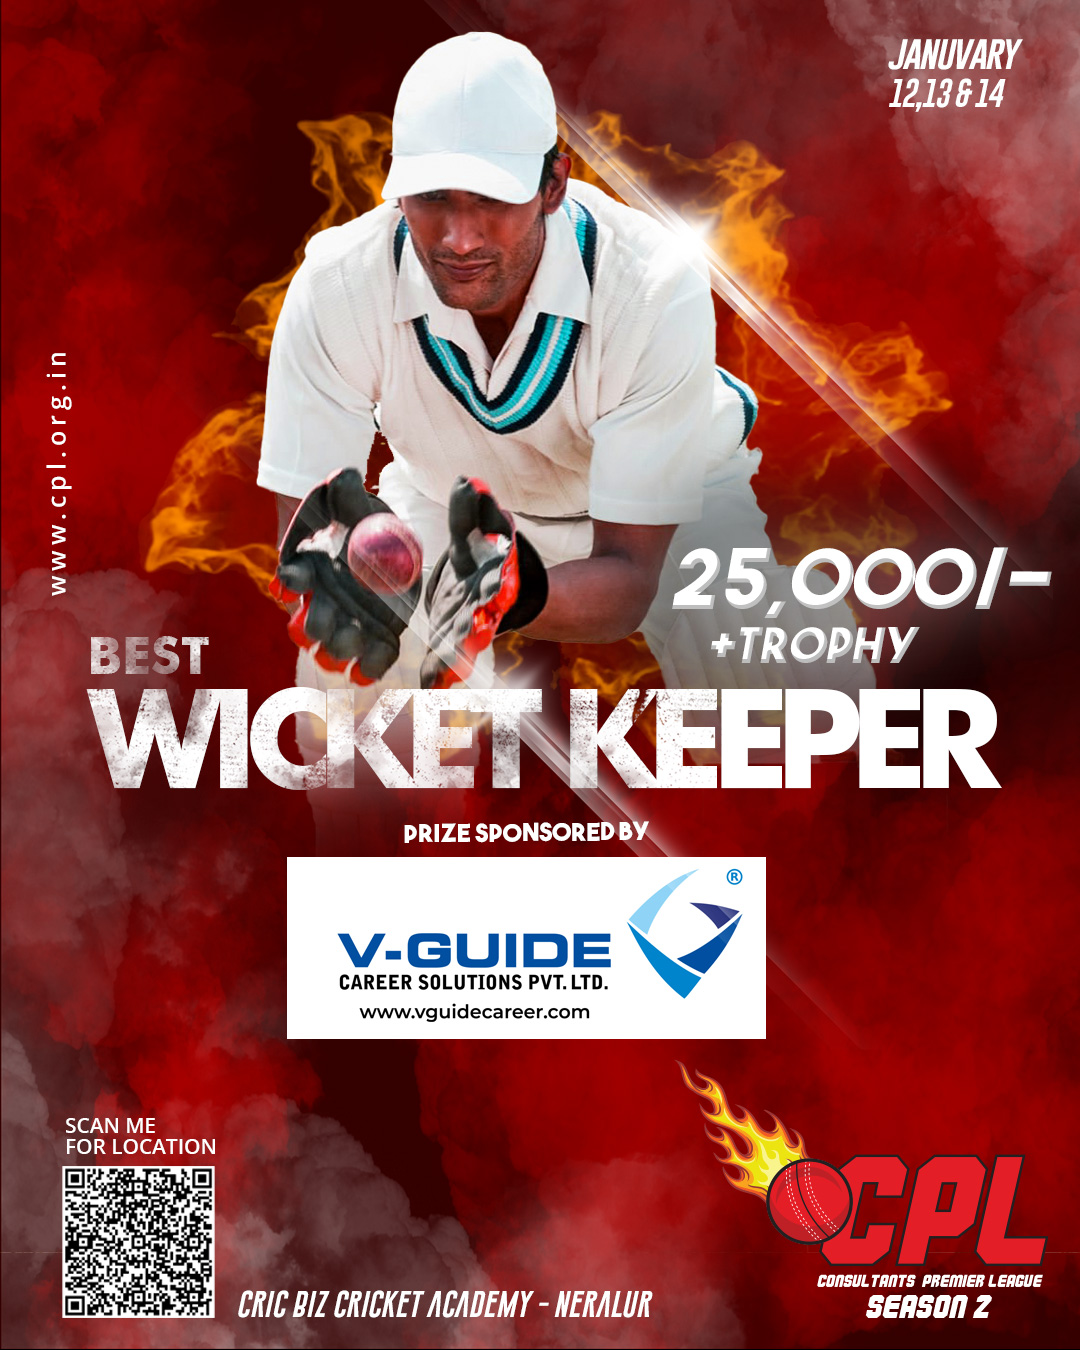 JANUVARY
12,13 & 14
www.cpl.org.in
25,000/-
+TROPHY
BEST
WICKET KEEPER
PRIZE SPONSORED BY
®
V-GUIDE
CAREER SOLUTIONS PVT. LTD.
www.vguidecareer.com
SCAN ME
FOR LOCATION
CRIC BIZ CRICKET ACADEMY - NERALUR
CPL
CONSULTANTS PREMIER LEAGUE
SEASON 2